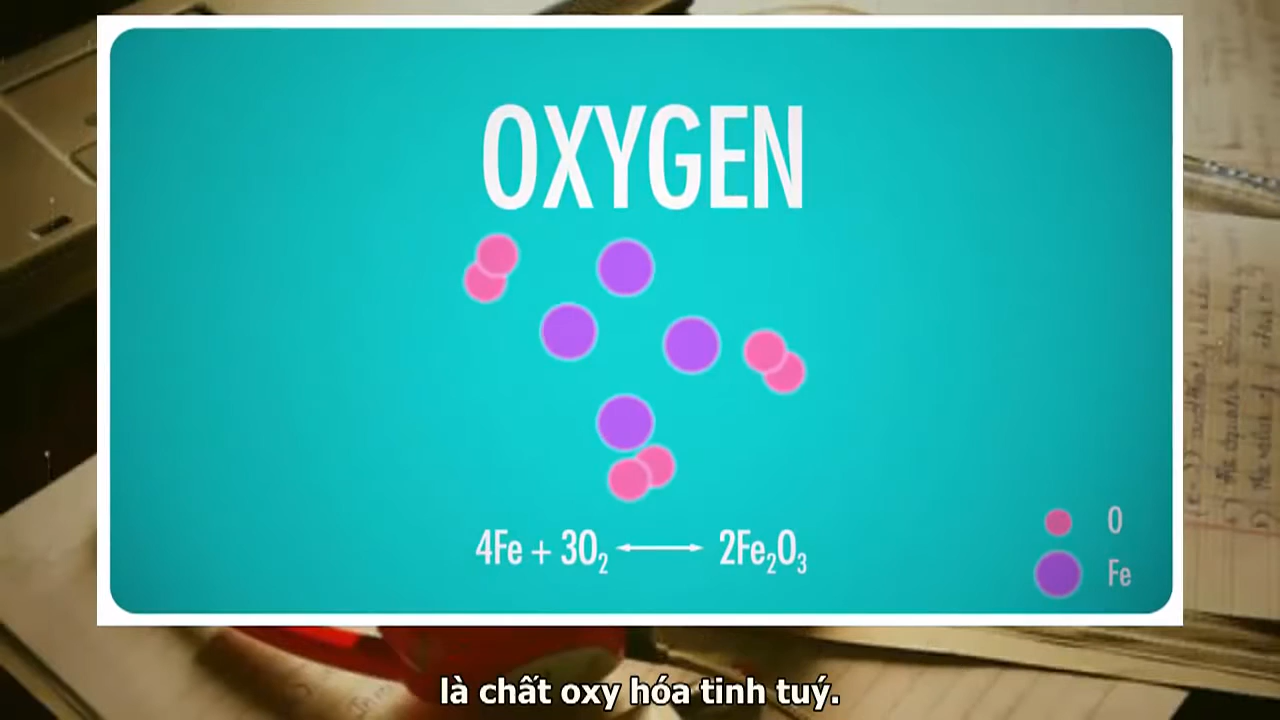 OXYGEN
4Fe + 3O₂ ⟷ 2Fe₂O₃
O
Fe
là chất oxy hóa tinh tuý.